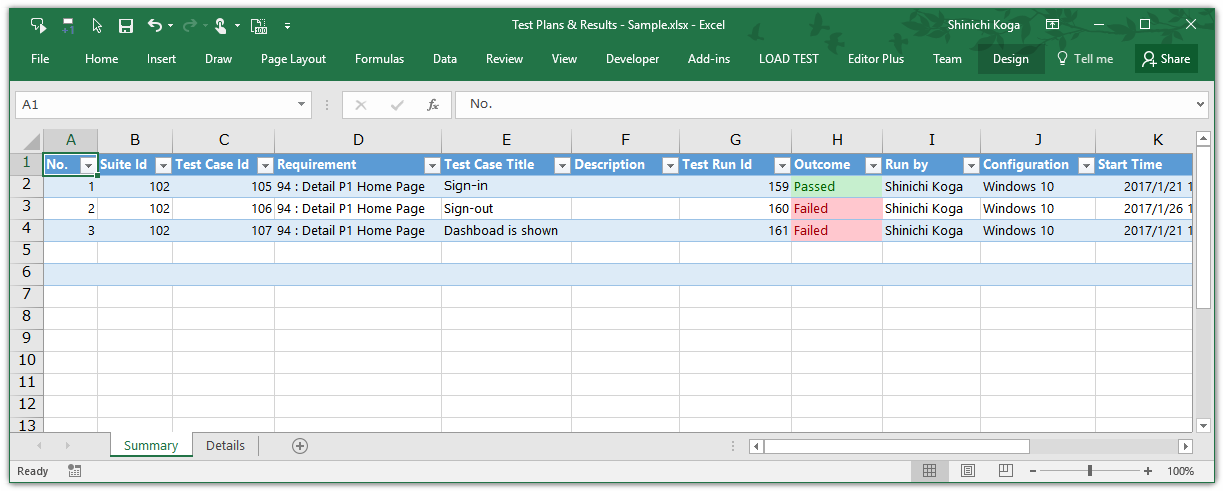 Test Plans & Results - Sample.xlsx - Excel Shinichi Koga
File Home Insert Draw Page Layout Formulas Data Review View Developer Add-ins LOAD TEST Editor Plus Team Design Tell me Share
A1 fx No.
A B C D E F G H I J K
1 No. Suite Id Test Case Id Requirement Test Case Title Description Test Run Id Outcome Run by Configuration Start Time
2 1 102 105 94 : Detail P1 Home Page Sign-in 159 Passed Shinichi Koga Windows 10 2017/1/21 1
3 2 102 106 94 : Detail P1 Home Page Sign-out 160 Failed Shinichi Koga Windows 10 2017/1/26 1
4 3 102 107 94 : Detail P1 Home Page Dashboad is shown 161 Failed Shinichi Koga Windows 10 2017/1/21 1
5
6
7
8
9
10
11
12
13
Summary Details
Ready 100%